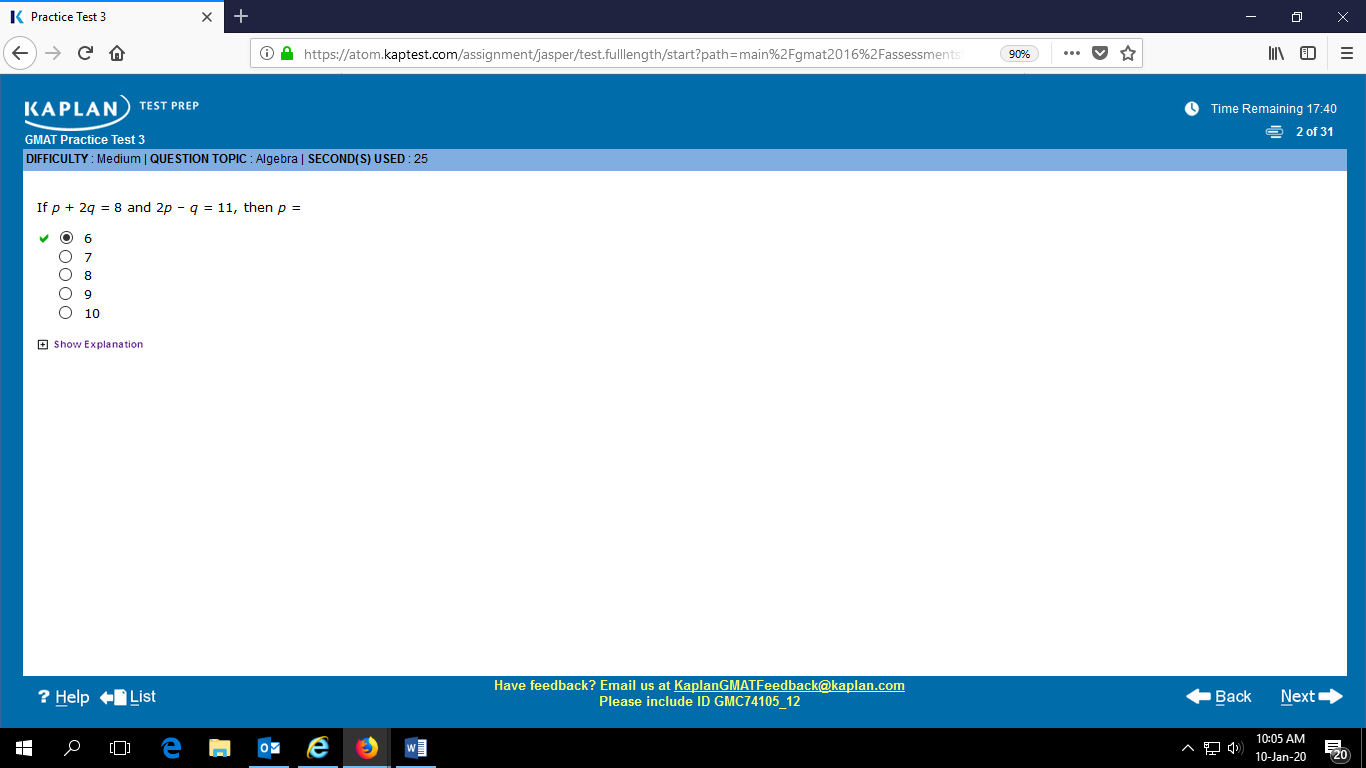 Practice Test 3
https://atom.kaptest.com/assignment/jasper/test.fulllength/start?path=main%2Fgmat2016%2Fassessments
90%
KAPLAN TEST PREP
GMAT Practice Test 3
Time Remaining 17:40
2 of 31
DIFFICULTY : Medium | QUESTION TOPIC : Algebra | SECOND(S) USED : 25
If p + 2q = 8 and 2p − q = 11, then p =
6
7
8
9
10
Show Explanation
Have feedback? Email us at KaplanGMATFeedback@kaplan.com
Please include ID GMC74105_12
? Help
List
Back
Next
10:05 AM
10-Jan-20
20